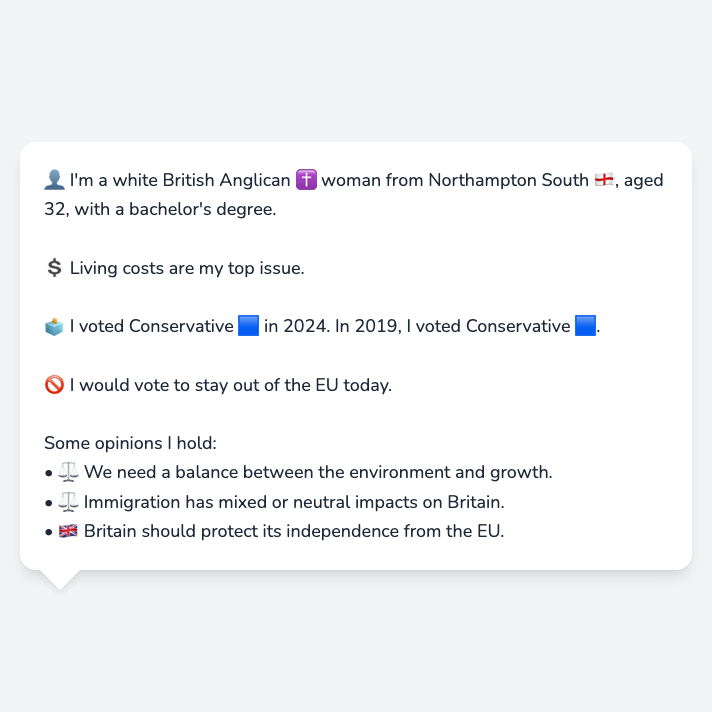 👤 I'm a white British Anglican ✝️ woman from Northampton South 🏴󠁧󠁢󠁥󠁮󠁧󠁿, aged
32, with a bachelor's degree.
💲 Living costs are my top issue.
🗳️ I voted Conservative 🟦 in 2024. In 2019, I voted Conservative 🟦.
🚫 I would vote to stay out of the EU today.
Some opinions I hold:
• ⚖️ We need a balance between the environment and growth.
• ⚖️ Immigration has mixed or neutral impacts on Britain.
• 🇬🇧 Britain should protect its independence from the EU.